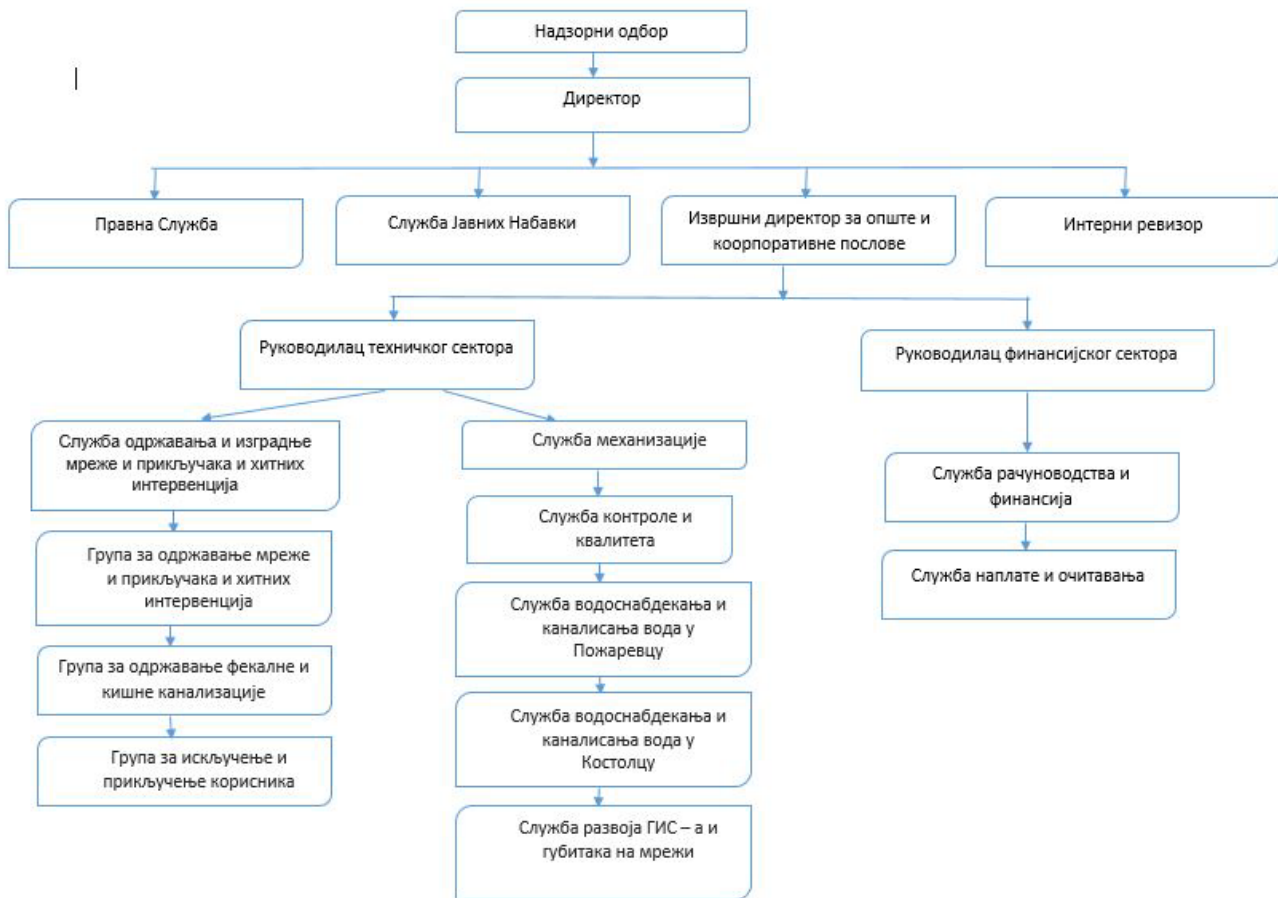 Надзорни одбор
Директор
Правна Служба
Служба Јавних Набавки
Извршни директор за опште и
коорпоративне послове
Интерни ревизор
Руководилац техничког сектора
Руководилац финансијског сектора
Служба одржавања и изградње
мреже и прикључака и хитних
интервенција
Група за одржавање мреже
и прикључака и хитних
интервенција
Група за одржавање фекалне и
кишне канализације
Група за искључење и
прикључење корисника
Служба механизације
Служба контроле и
квалитета
Служба водоснабдекања и
каналисања вода у
Пожаревцу
Служба водоснабдекања и
каналисања вода у
Костолцу
Служба развоја ГИС – а и
губитака на мрежи
Служба рачуноводства и
финансија
Служба наплате и очитавања